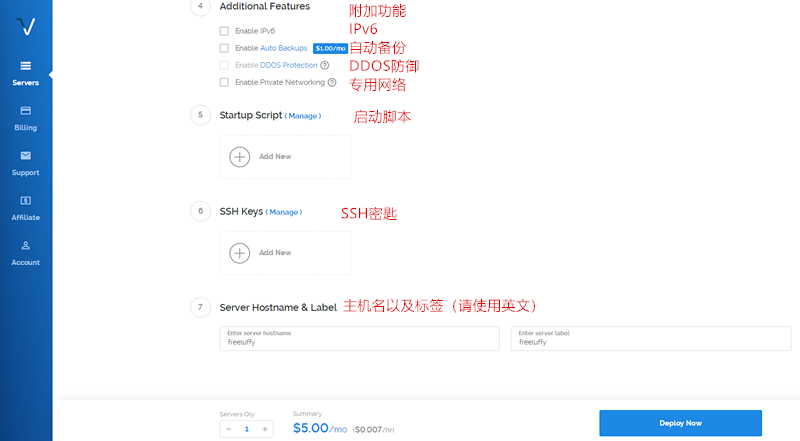 4 Additional Features 附加功能
Enable IPv6 IPv6
Enable Auto Backups $1.00/mo 自动备份
Enable DDOS Protection ? DDOS防御
Enable Private Networking ? 专用网络
Servers
Billing
Support
Affiliate
Account
5 Startup Script ( Manage ) 启动脚本
Add New
6 SSH Keys ( Manage ) SSH密匙
Add New
7 Server Hostname & Label 主机名以及标签（请使用英文）
Enter server hostname
freeluffy
Enter server label
freeluffy
Servers Qty:
− 1 +
Summary:
$5.00/mo ($0.007/hr)
Deploy Now